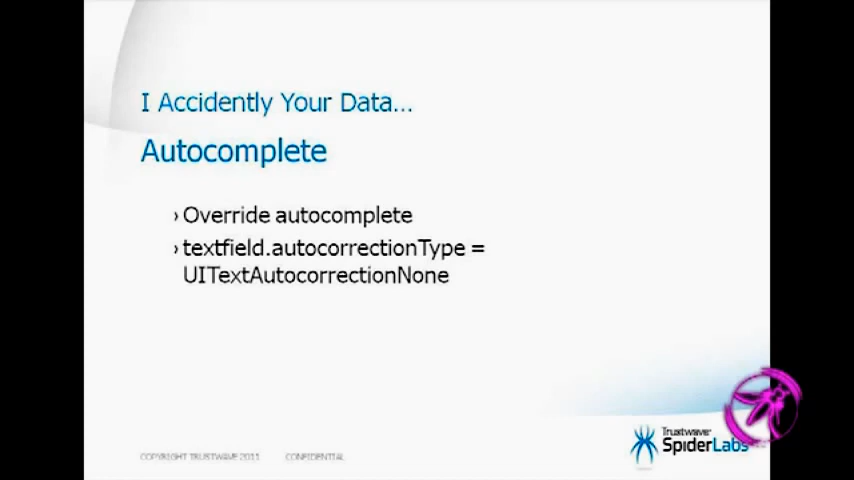 I Accidently Your Data...
Autocomplete
› Override autocomplete
› textfield.autocorrectionType =
UITextAutocorrectionNone
COPYRIGHT TRUSTWAVE 2011 CONFIDENTIAL
Trustwave®
SpiderLabs